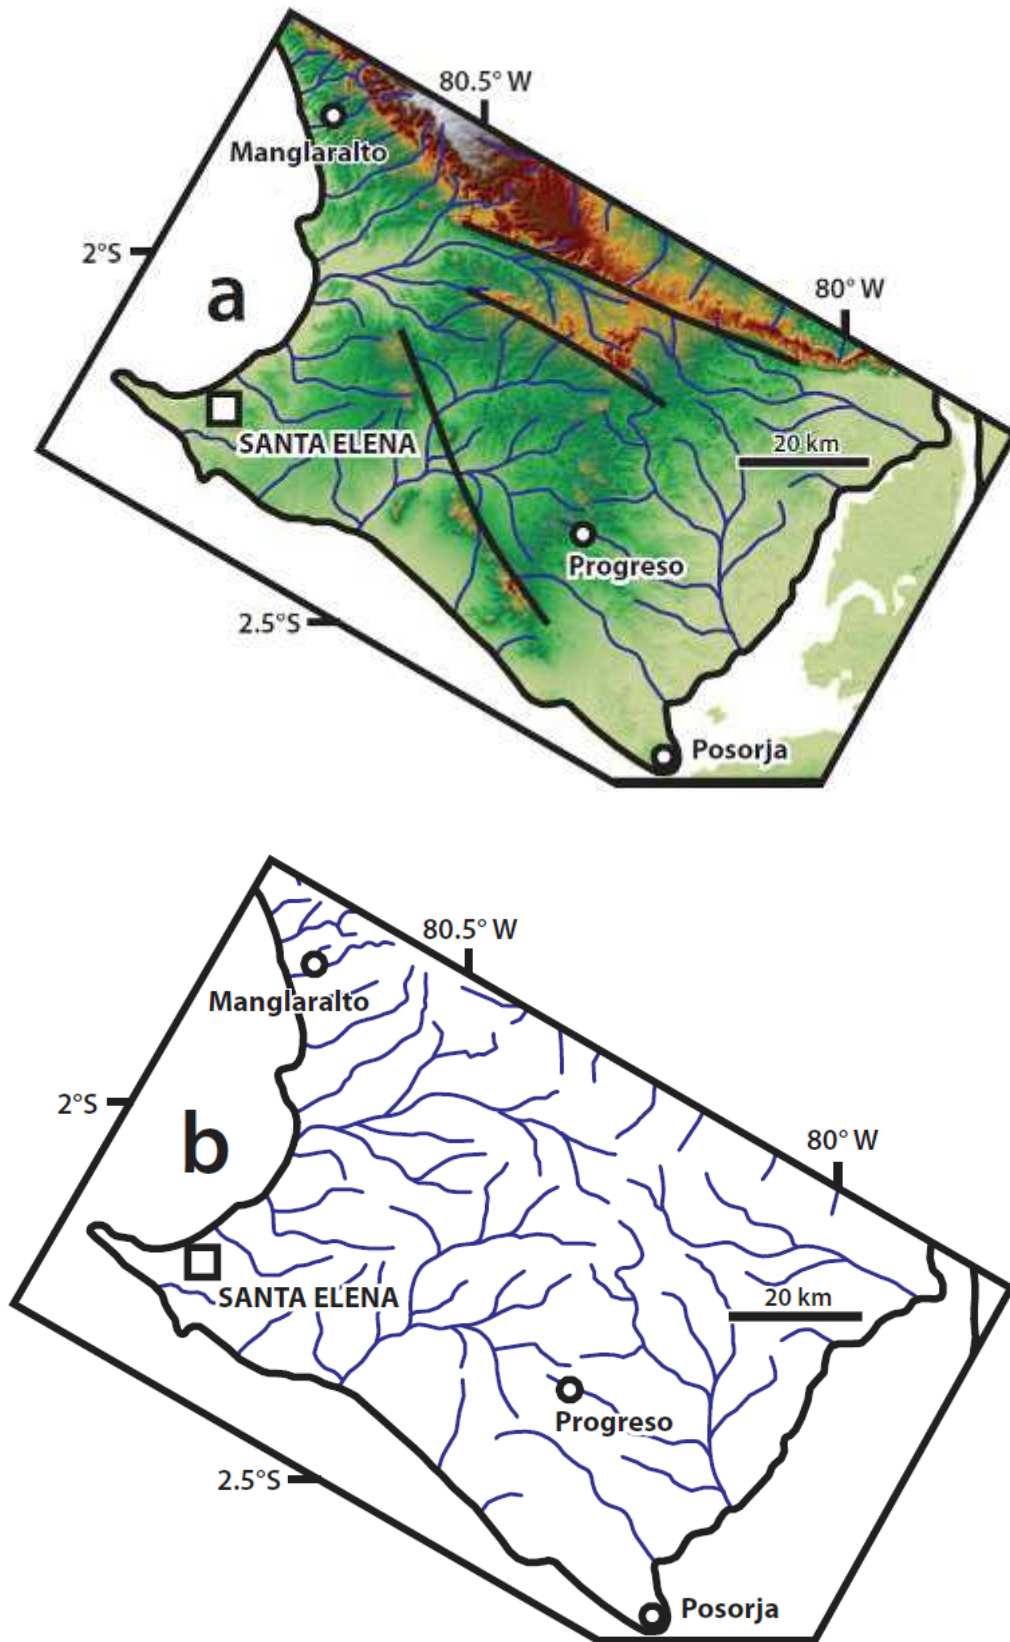 80.5° W
Manglaralto
2°S
a
80° W
SANTA ELENA
20 km
Progreso
2.5°S
Posorja
80.5° W
Manglaralto
2°S
b
80° W
SANTA ELENA
20 km
Progreso
2.5°S
Posorja